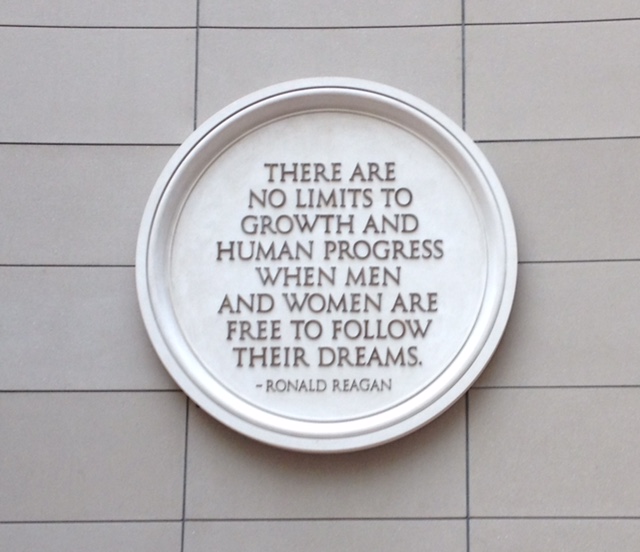 THERE ARE
NO LIMITS TO
GROWTH AND
HUMAN PROGRESS
WHEN MEN
AND WOMEN ARE
FREE TO FOLLOW
THEIR DREAMS.
-RONALD REAGAN